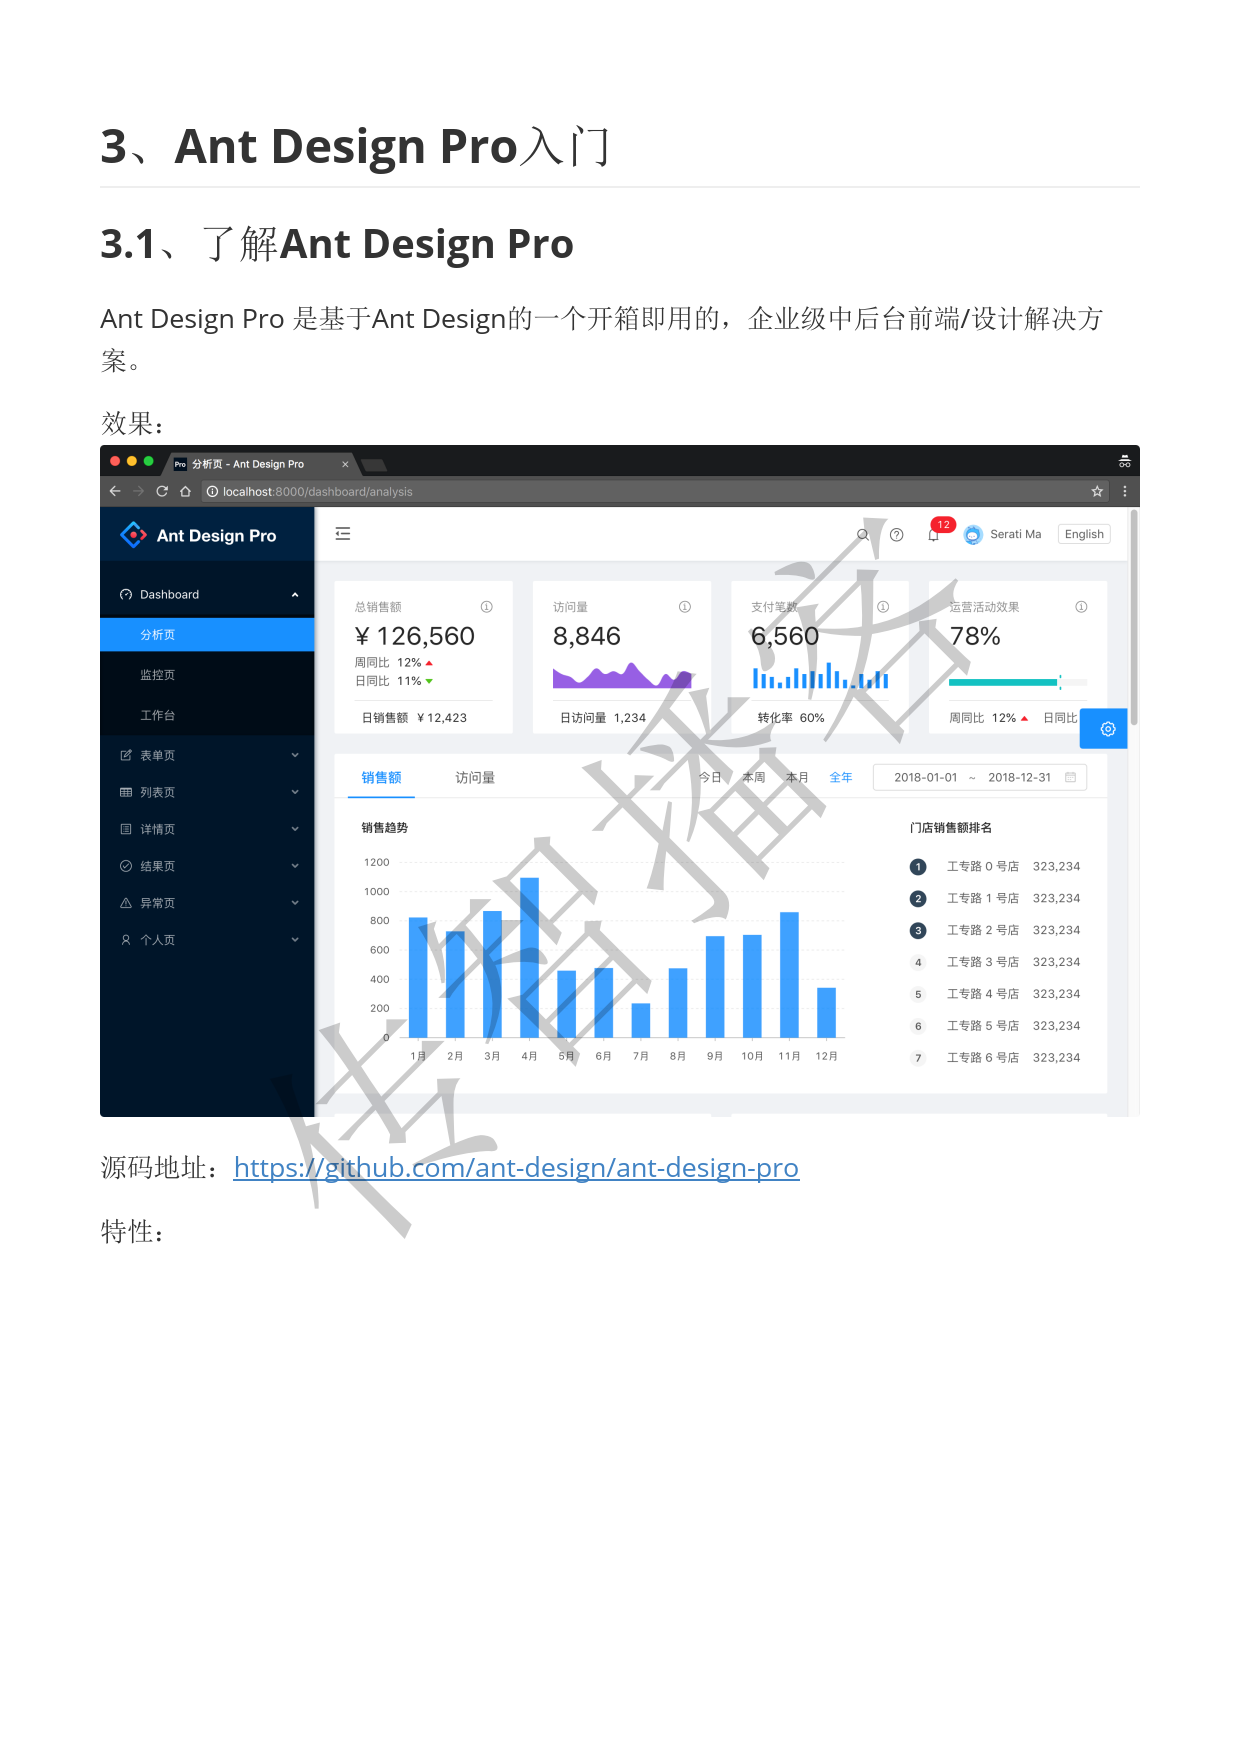 3、Ant Design Pro入门
3.1、了解Ant Design Pro
Ant Design Pro 是基于Ant Design的一个开箱即用的，企业级中后台前端/设计解决方
案。
效果：
Pro 分析页 - Ant Design Pro
localhost:8000/dashboard/analysis
Ant Design Pro
12 Serati Ma English
Dashboard
分析页
监控页
工作台
表单页
列表页
详情页
结果页
异常页
个人页
总销售额
¥ 126,560
周同比 12%
日同比 11%
日销售额 ¥ 12,423
访问量
8,846
日访问量 1,234
支付笔数
6,560
转化率 60%
运营活动效果
78%
周同比 12% 日同比
销售额 访问量 今日 本周 本月 全年 2018-01-01 ~ 2018-12-31
销售趋势
1200
1000
800
600
400
200
0
1月 2月 3月 4月 5月 6月 7月 8月 9月 10月 11月 12月
门店销售额排名
1 工专路 0 号店 323,234
2 工专路 1 号店 323,234
3 工专路 2 号店 323,234
4 工专路 3 号店 323,234
5 工专路 4 号店 323,234
6 工专路 5 号店 323,234
7 工专路 6 号店 323,234
传智播客
源码地址：https://github.com/ant-design/ant-design-pro
特性：